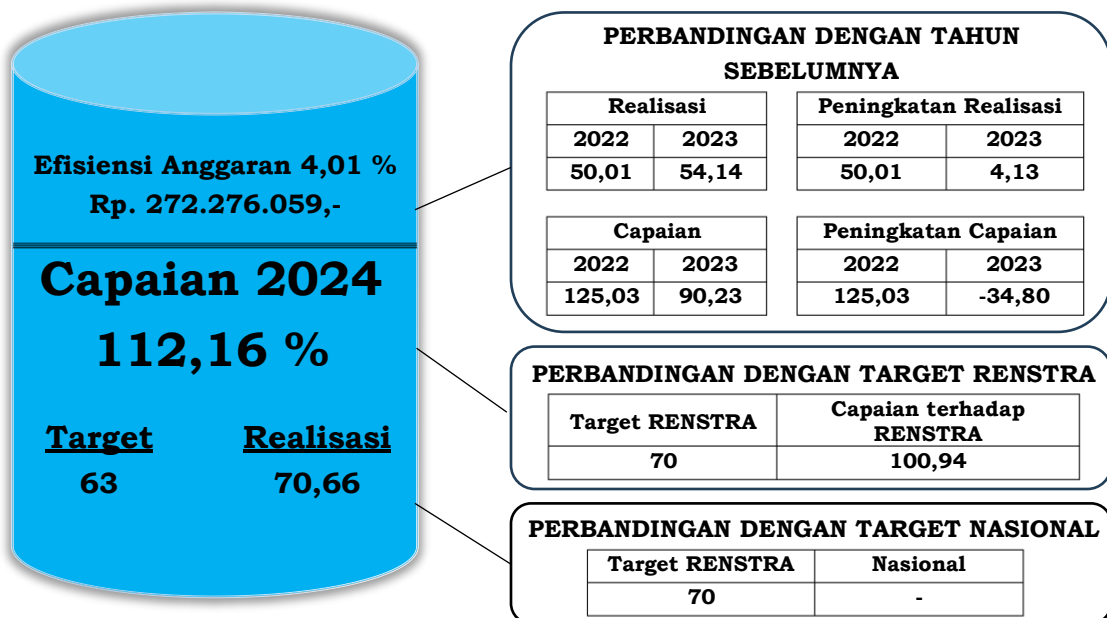 Efisiensi Anggaran 4,01 %
Rp. 272.276.059,-
Capaian 2024
112,16 %
Target Realisasi
63 70,66
PERBANDINGAN DENGAN TAHUN
SEBELUMNYA
Realisasi
2022 2023
50,01 54,14
Peningkatan Realisasi
2022 2023
50,01 4,13
Capaian
2022 2023
125,03 90,23
Peningkatan Capaian
2022 2023
125,03 -34,80
PERBANDINGAN DENGAN TARGET RENSTRA
Target RENSTRA
Capaian terhadap
RENSTRA
70 100,94
PERBANDINGAN DENGAN TARGET NASIONAL
Target RENSTRA Nasional
70 -